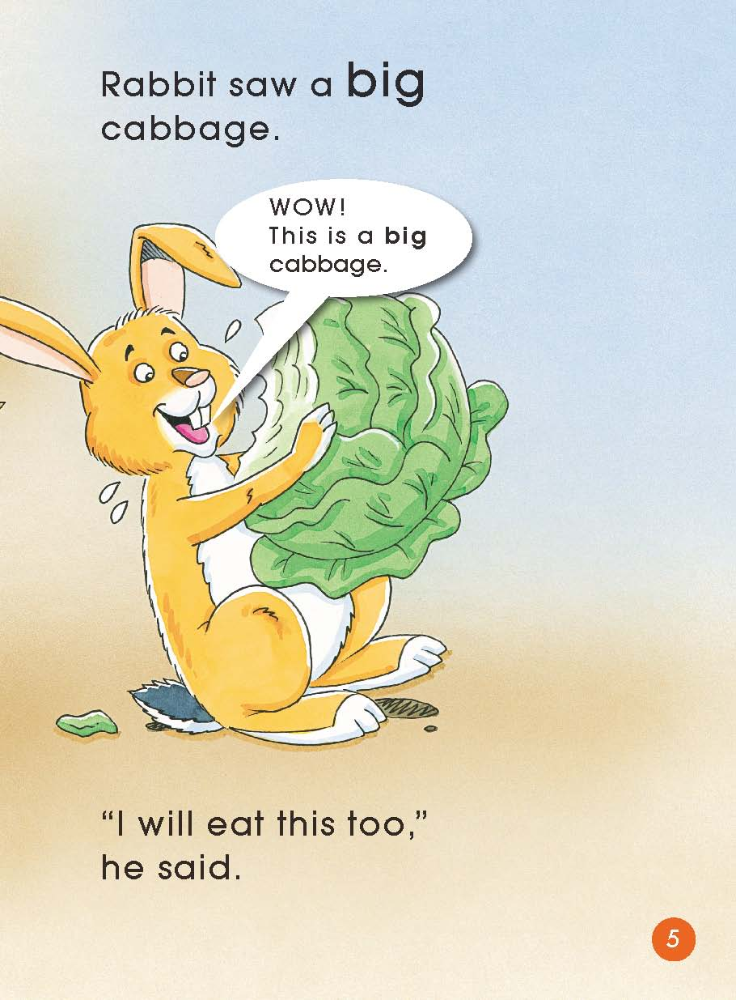 Rabbit saw a big
cabbage.
WOW!
This is a big
cabbage.
“I will eat this too,”
he said.
5